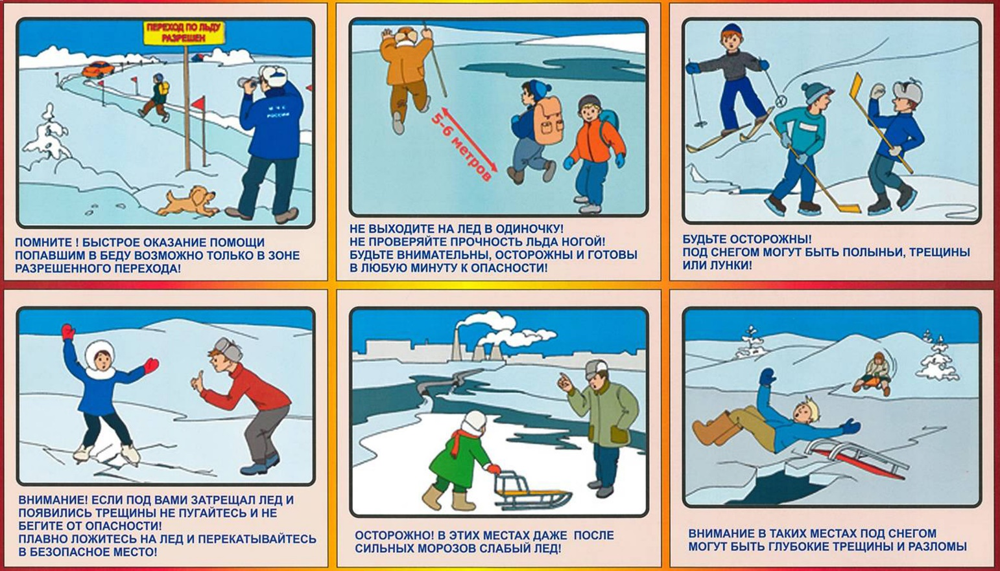 ПЕРЕХОД ПО ЛЬДУ
РАЗРЕШЕН
М Ч С
РОССИИ
ПОМНИТЕ ! БЫСТРОЕ ОКАЗАНИЕ ПОМОЩИ
ПОПАВШИМ В БЕДУ ВОЗМОЖНО ТОЛЬКО В ЗОНЕ
РАЗРЕШЕННОГО ПЕРЕХОДА!
5-6 метров
НЕ ВЫХОДИТЕ НА ЛЕД В ОДИНОЧКУ!
НЕ ПРОВЕРЯЙТЕ ПРОЧНОСТЬ ЛЬДА НОГОЙ!
БУДЬТЕ ВНИМАТЕЛЬНЫ, ОСТОРОЖНЫ И ГОТОВЫ
В ЛЮБУЮ МИНУТУ К ОПАСНОСТИ!
БУДЬТЕ ОСТОРОЖНЫ!
ПОД СНЕГОМ МОГУТ БЫТЬ ПОЛЫНЬИ, ТРЕЩИНЫ
ИЛИ ЛУНКИ!
ВНИМАНИЕ! ЕСЛИ ПОД ВАМИ ЗАТРЕЩАЛ ЛЕД И
ПОЯВИЛИСЬ ТРЕЩИНЫ НЕ ПУГАЙТЕСЬ И НЕ
БЕГИТЕ ОТ ОПАСНОСТИ!
ПЛАВНО ЛОЖИТЕСЬ НА ЛЕД И ПЕРЕКАТЫВАЙТЕСЬ
В БЕЗОПАСНОЕ МЕСТО!
ОСТОРОЖНО! В ЭТИХ МЕСТАХ ДАЖЕ ПОСЛЕ
СИЛЬНЫХ МОРОЗОВ СЛАБЫЙ ЛЕД!
ВНИМАНИЕ В ТАКИХ МЕСТАХ ПОД СНЕГОМ
МОГУТ БЫТЬ ГЛУБОКИЕ ТРЕЩИНЫ И РАЗЛОМЫ